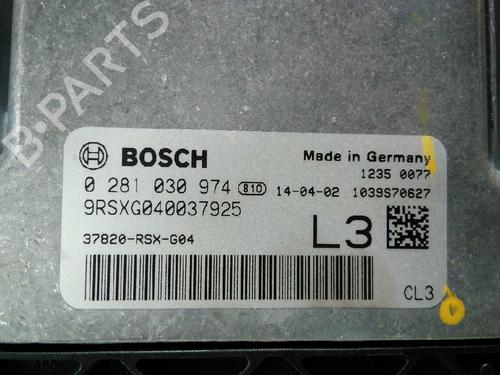 B-PARTS
BOSCH
Made in Germany
1235 0077
0 281 030 974 B10 14-04-02 1039S70627
9RSXG040037925
37820-RSX-G04
L3
CL3